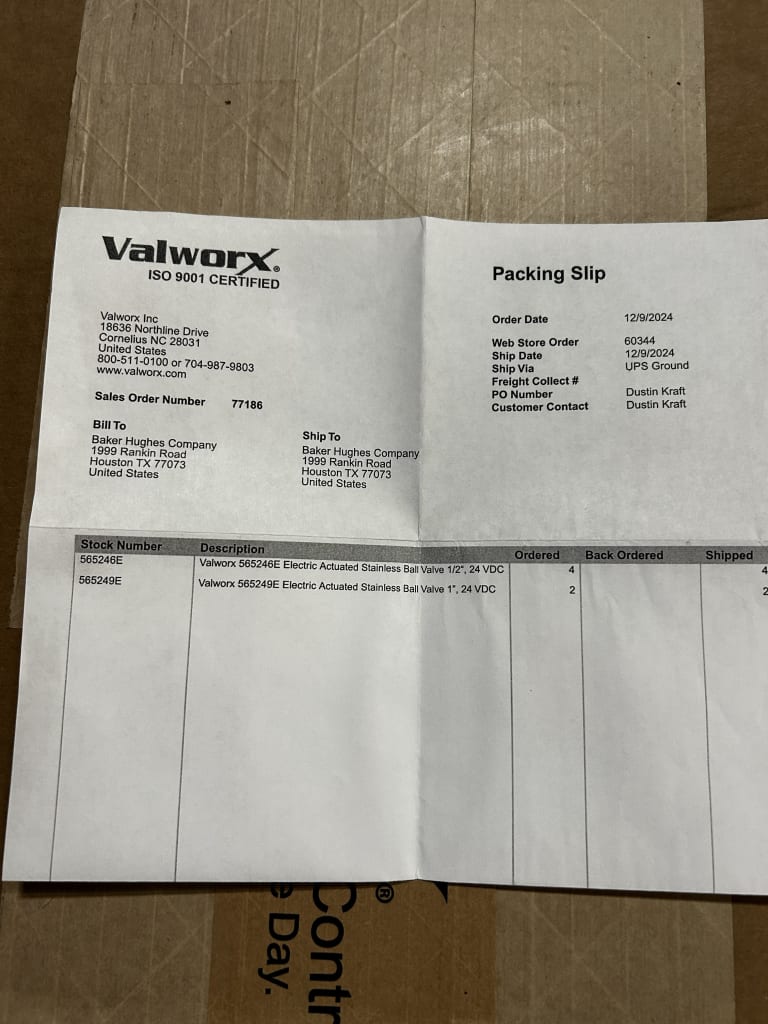 Valworx®
ISO 9001 CERTIFIED
Packing Slip
Valworx Inc
18636 Northline Drive
Cornelius NC 28031
United States
800-511-0100 or 704-987-9803
www.valworx.com
Order Date 12/9/2024
Web Store Order 60344
Ship Date 12/9/2024
Ship Via UPS Ground
Freight Collect #
PO Number Dustin Kraft
Customer Contact Dustin Kraft
Sales Order Number 77186
Bill To
Baker Hughes Company
1999 Rankin Road
Houston TX 77073
United States
Ship To
Baker Hughes Company
1999 Rankin Road
Houston TX 77073
United States
Stock Number Description Ordered Back Ordered Shipped
565246E Valworx 565246E Electric Actuated Stainless Ball Valve 1/2", 24 VDC 4 4
565249E Valworx 565249E Electric Actuated Stainless Ball Valve 1", 24 VDC 2 2
®
Contr
e Day.